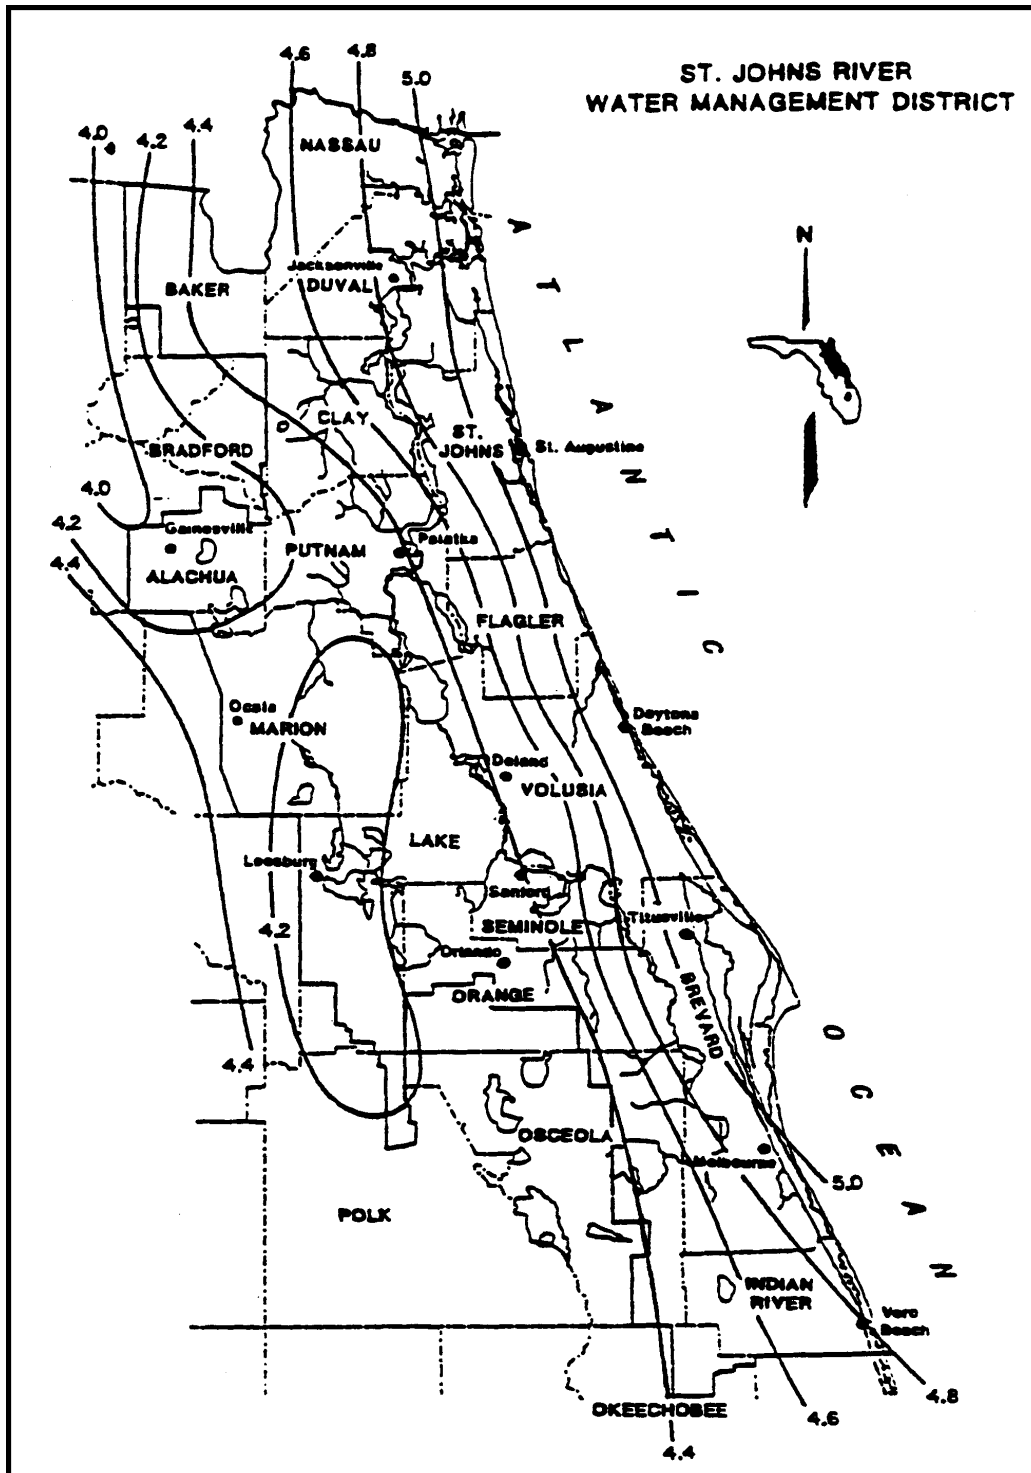 4.6
4.8
5.0
ST. JOHNS RIVER
WATER MANAGEMENT DISTRICT
4.0
4.2
4.4
NASSAU
N
Jacksonville
DUVAL
BAKER
ATLANTIC
CLAY
ST.
JOHNS
St. Augustine
BRADFORD
4.0
4.2
4.4
Gainesville
ALACHUA
PUTNAM
Palatka
FLAGLER
Ocala
MARION
Daytona
Beach
Deland
VOLUSIA
LAKE
Leesburg
Sanford
SEMINOLE
Titusville
4.2
Orlando
ORANGE
BREVARD
OCEAN
4.4
OSCEOLA
Melbourne
5.0
POLK
INDIAN
RIVER
Vero
Beach
4.8
4.6
OKEECHOBEE
4.4